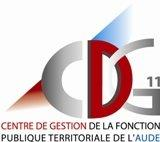 CDG 11
CENTRE DE GESTION DE LA FONCTION
PUBLIQUE TERRITORIALE DE L'AUDE